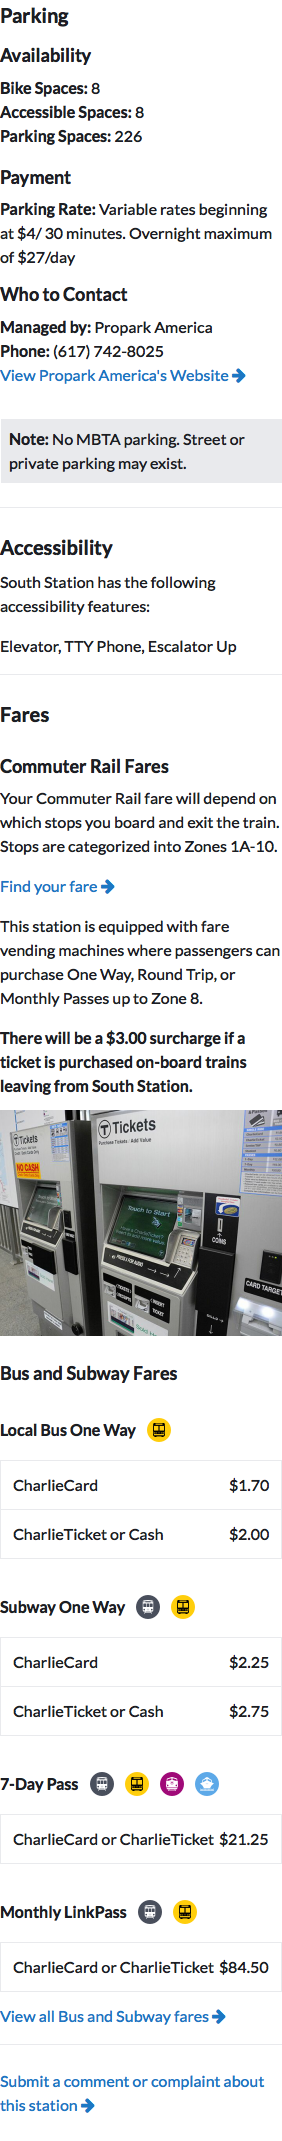 Parking
Availability
Bike Spaces: 8
Accessible Spaces: 8
Parking Spaces: 226
Payment
Parking Rate: Variable rates beginning
at $4/ 30 minutes. Overnight maximum
of $27/day
Who to Contact
Managed by: Propark America
Phone: (617) 742-8025
View Propark America's Website
Note: No MBTA parking. Street or
private parking may exist.
Accessibility
South Station has the following
accessibility features:
Elevator, TTY Phone, Escalator Up
Fares
Commuter Rail Fares
Your Commuter Rail fare will depend on
which stops you board and exit the train.
Stops are categorized into Zones 1A-10.
Find your fare
This station is equipped with fare
vending machines where passengers can
purchase One Way, Round Trip, or
Monthly Passes up to Zone 8.
There will be a $3.00 surcharge if a
ticket is purchased on-board trains
leaving from South Station.
T Tickets
NO CASH
T Tickets
Purchase Tickets / Add Value
Touch to Start
COINS
CARD TARGET
Bus and Subway Fares
Local Bus One Way
CharlieCard $1.70
CharlieTicket or Cash $2.00
Subway One Way
CharlieCard $2.25
CharlieTicket or Cash $2.75
7-Day Pass
CharlieCard or CharlieTicket $21.25
Monthly LinkPass
CharlieCard or CharlieTicket $84.50
View all Bus and Subway fares
Submit a comment or complaint about
this station